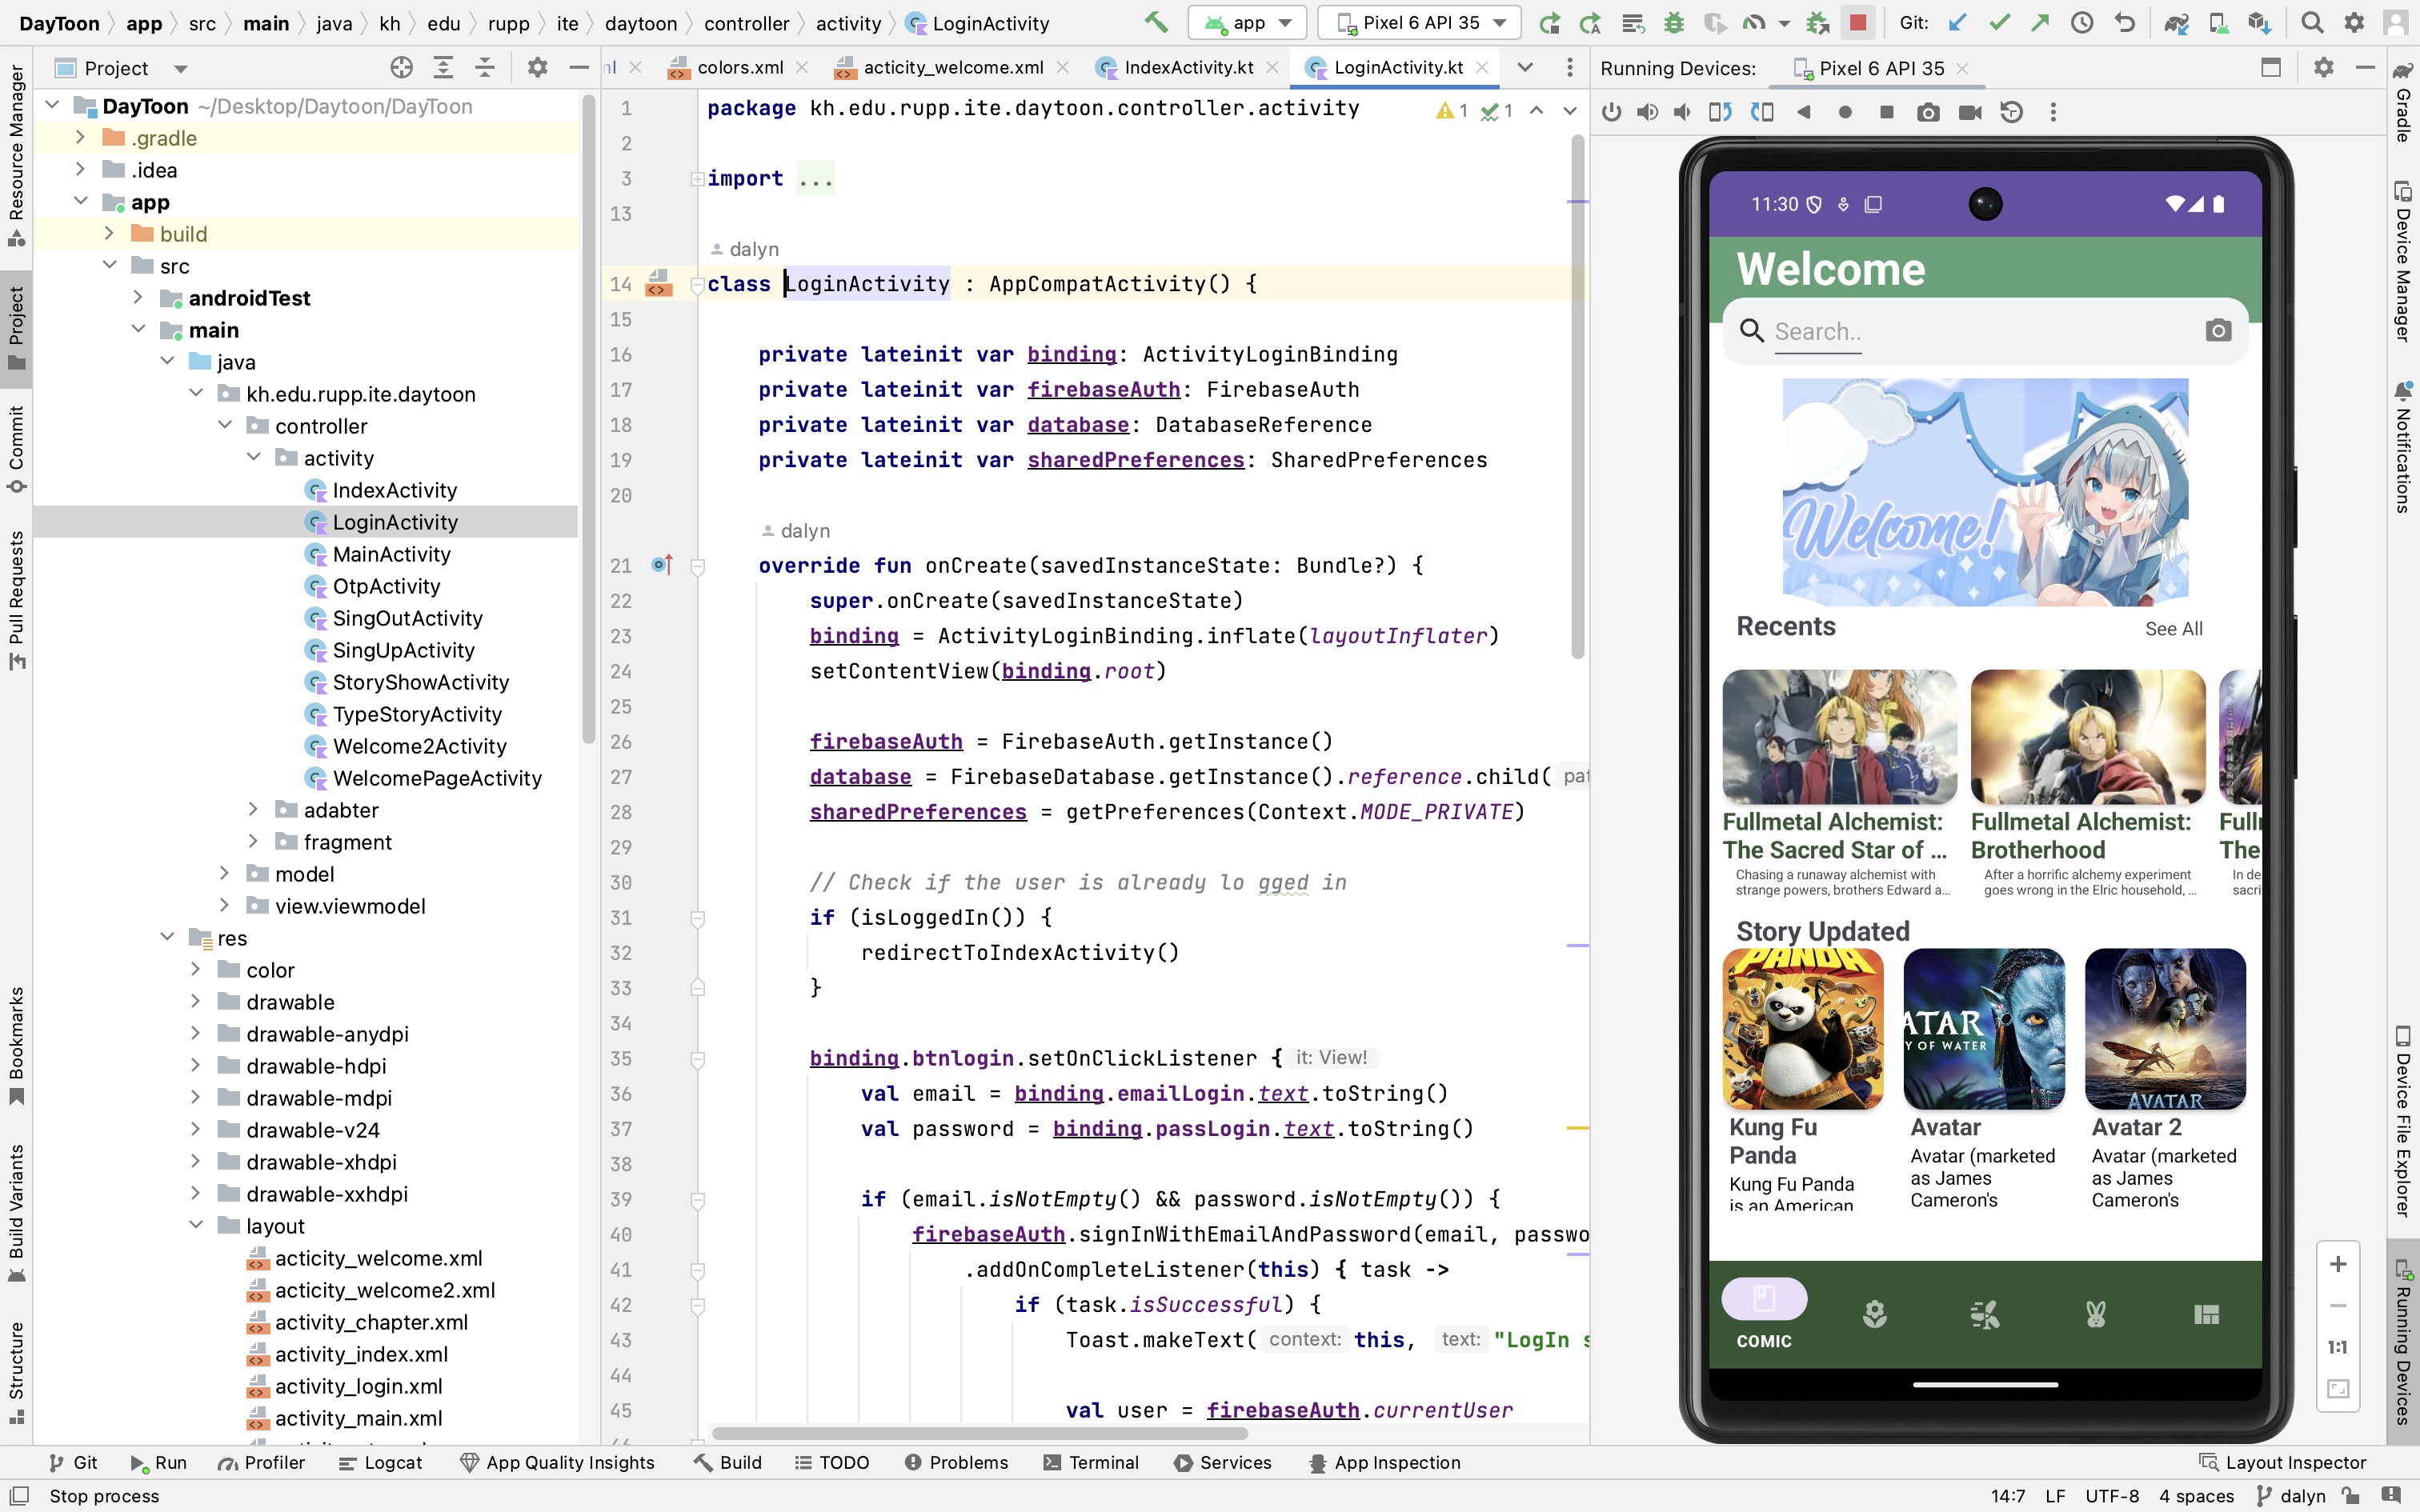 DayToon app src main java kh edu rupp ite daytoon controller activity LoginActivity
app
Pixel 6 API 35
Git:
Project
colors.xml
acticity_welcome.xml
IndexActivity.kt
LoginActivity.kt
Running Devices:
Pixel 6 API 35
Resource Manager
Project
Commit
Pull Requests
Bookmarks
Build Variants
Structure
DayToon ~/Desktop/Daytoon/DayToon
.gradle
.idea
app
build
src
androidTest
main
java
kh.edu.rupp.ite.daytoon
controller
activity
IndexActivity
LoginActivity
MainActivity
OtpActivity
SingOutActivity
SingUpActivity
StoryShowActivity
TypeStoryActivity
Welcome2Activity
WelcomePageActivity
adabter
fragment
model
view.viewmodel
res
color
drawable
drawable-anydpi
drawable-hdpi
drawable-mdpi
drawable-v24
drawable-xhdpi
drawable-xxhdpi
layout
acticity_welcome.xml
acticity_welcome2.xml
activity_chapter.xml
activity_index.xml
activity_login.xml
activity_main.xml
1 package kh.edu.rupp.ite.daytoon.controller.activity
1 1
2
3 import ...
13
dalyn
14 class LoginActivity : AppCompatActivity() {
15
16 private lateinit var binding: ActivityLoginBinding
17 private lateinit var firebaseAuth: FirebaseAuth
18 private lateinit var database: DatabaseReference
19 private lateinit var sharedPreferences: SharedPreferences
20
dalyn
21 override fun onCreate(savedInstanceState: Bundle?) {
22 super.onCreate(savedInstanceState)
23 binding = ActivityLoginBinding.inflate(layoutInflater)
24 setContentView(binding.root)
25
26 firebaseAuth = FirebaseAuth.getInstance()
27 database = FirebaseDatabase.getInstance().reference.child( pat
28 sharedPreferences = getPreferences(Context.MODE_PRIVATE)
29
30 // Check if the user is already lo gged in
31 if (isLoggedIn()) {
32 redirectToIndexActivity()
33 }
34
35 binding.btnlogin.setOnClickListener { it: View!
36 val email = binding.emailLogin.text.toString()
37 val password = binding.passLogin.text.toString()
38
39 if (email.isNotEmpty() && password.isNotEmpty()) {
40 firebaseAuth.signInWithEmailAndPassword(email, passwo
41 .addOnCompleteListener(this) { task ->
42 if (task.isSuccessful) {
43 Toast.makeText( context: this, text: "LogIn s
44
45 val user = firebaseAuth.currentUser
11:30
Welcome
Search..
Welcome!
Recents
See All
Fullmetal Alchemist:
The Sacred Star of ...
Chasing a runaway alchemist with
strange powers, brothers Edward a...
Fullmetal Alchemist:
Brotherhood
After a horrific alchemy experiment
goes wrong in the Elric household, ...
Full
The
In de
sacri
Story Updated
PANDA
ATAR
Y OF WATER
AVATAR
Kung Fu
Panda
Kung Fu Panda
is an American
Avatar
Avatar (marketed
as James
Cameron's
Avatar 2
Avatar (marketed
as James
Cameron's
COMIC
1:1
Gradle
Device Manager
Notifications
Device File Explorer
Running Devices
Git
Run
Profiler
Logcat
App Quality Insights
Build
TODO
Problems
Terminal
Services
App Inspection
Layout Inspector
Stop process
14:7 LF UTF-8 4 spaces dalyn